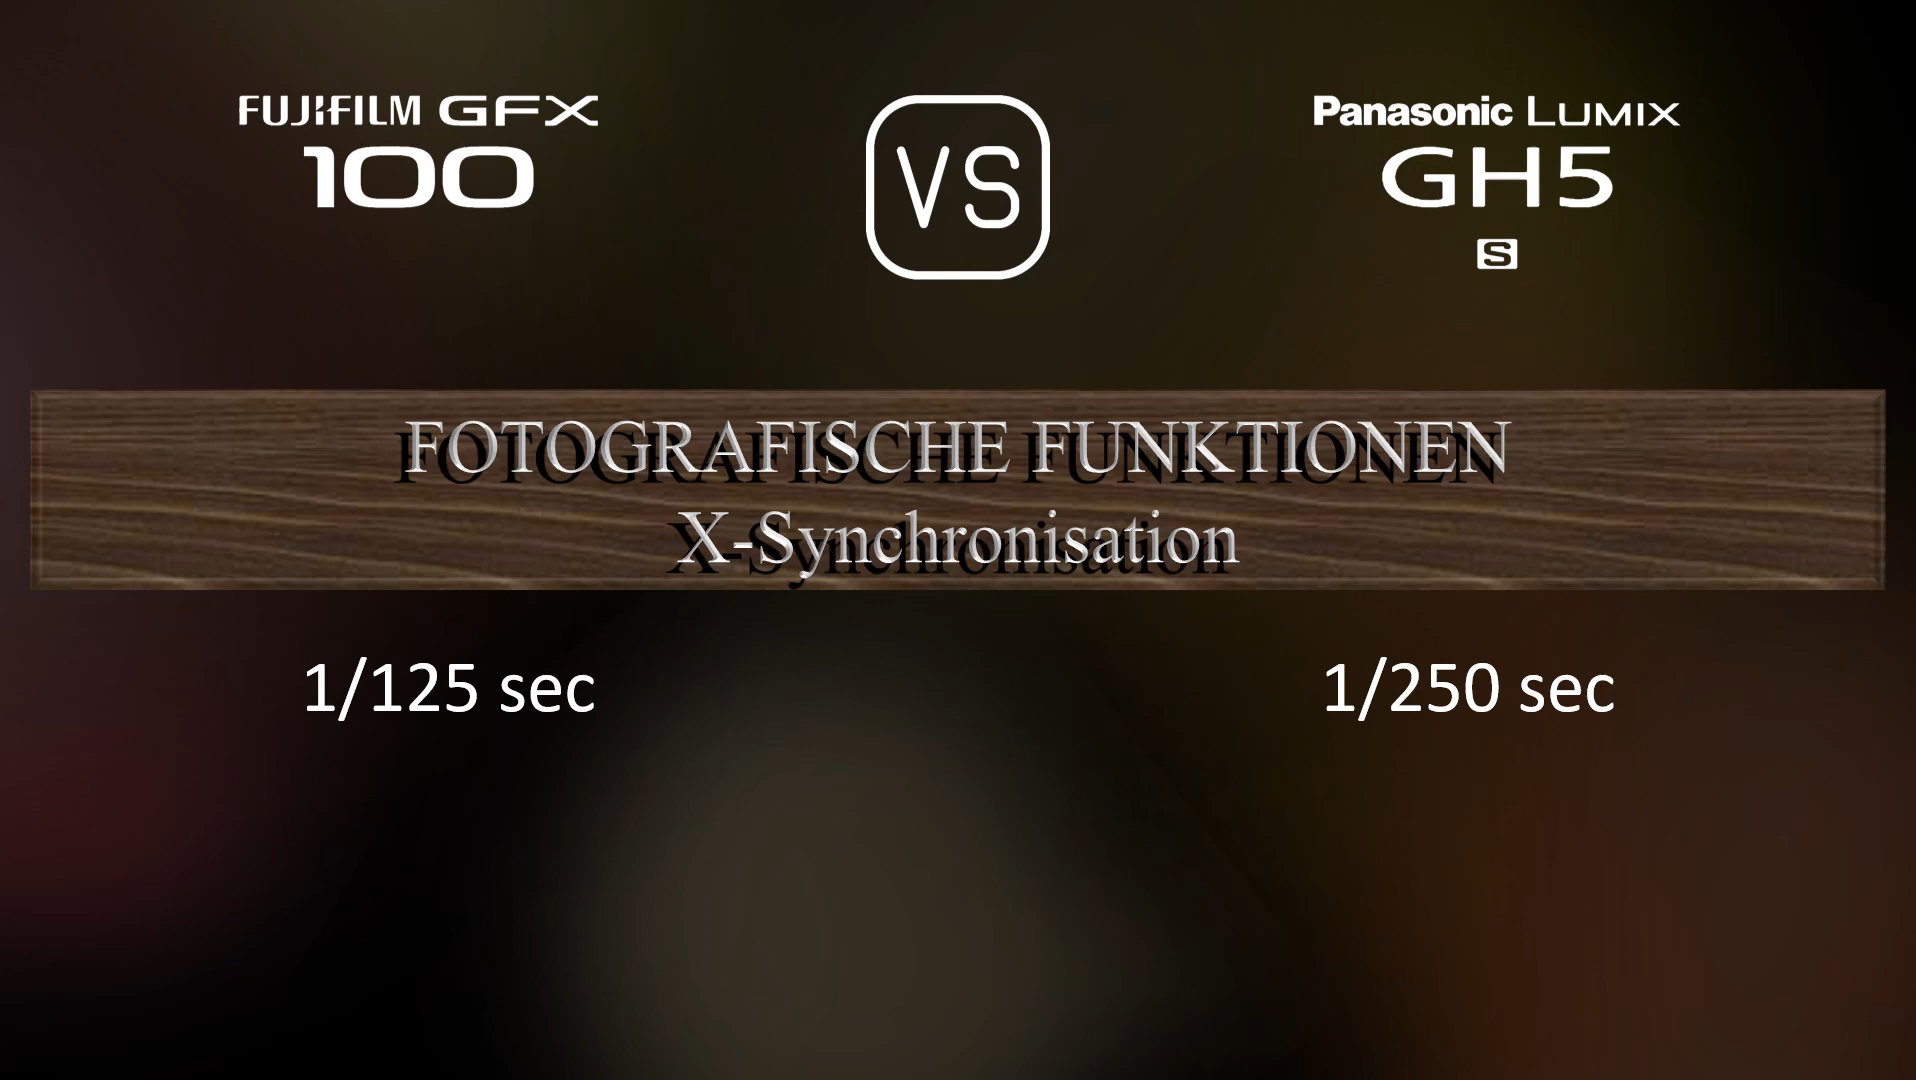 FUJIFILM GFX
100
VS
Panasonic LUMIX
GH5
S
FOTOGRAFISCHE FUNKTIONEN
X-Synchronisation
1/125 sec
1/250 sec